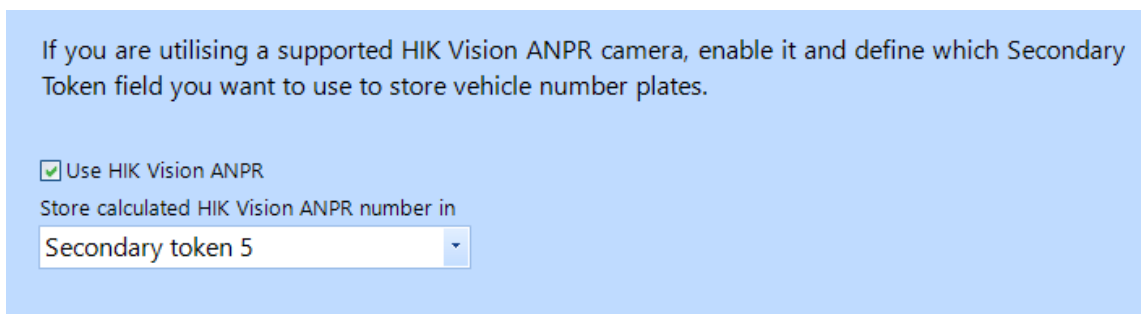 If you are utilising a supported HIK Vision ANPR camera, enable it and define which Secondary
Token field you want to use to store vehicle number plates.
Use HIK Vision ANPR
Store calculated HIK Vision ANPR number in
Secondary token 5